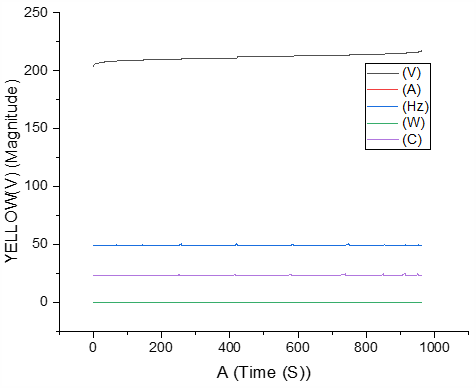 250
200
150
100
50
0
YELLOW(V) (Magnitude)
(V)
(A)
(Hz)
(W)
(C)
0 200 400 600 800 1000
A (Time (S))